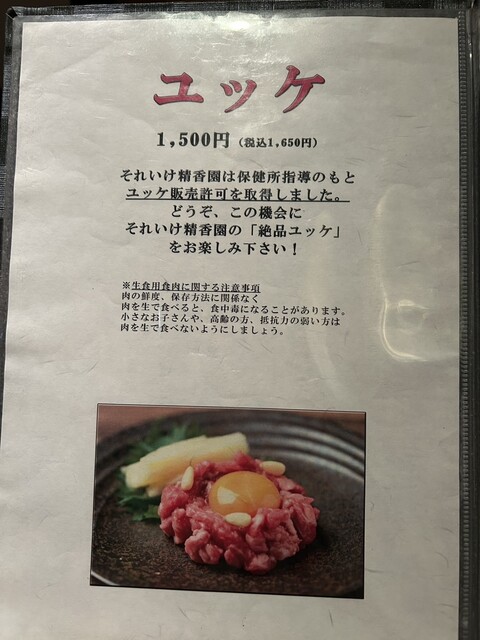 ユッケ
1,500円（税込1,650円）
それいけ精香園は保健所指導のもと
ユッケ販売許可を取得しました。
どうぞ、この機会に
それいけ精香園の「絶品ユッケ」
をお楽しみ下さい！
※生食用食肉に関する注意事項
肉の鮮度、保存方法に関係なく
肉を生で食べると、食中毒になることがあります。
小さなお子さんや、高齢の方、抵抗力の弱い方は
肉を生で食べないようにしましょう。